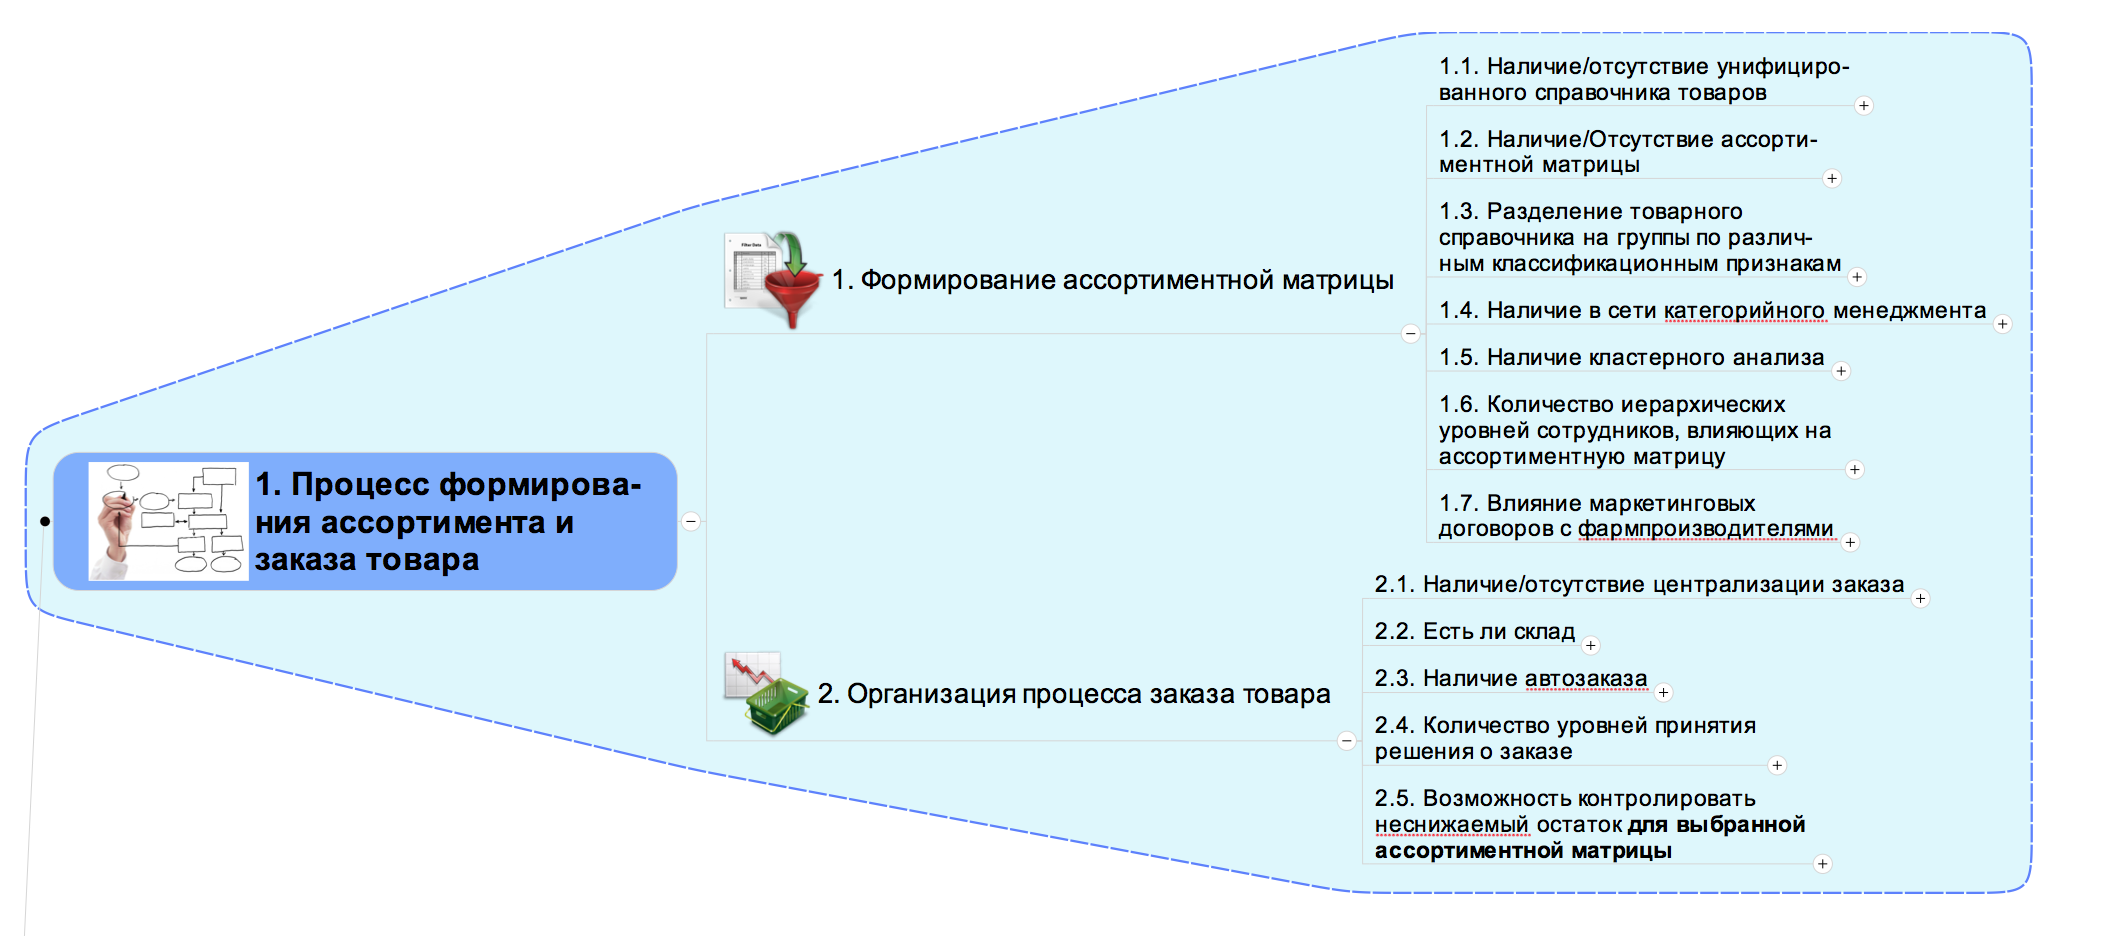 1. Процесс формирова-
ния ассортимента и
заказа товара
Filter Data
1. Формирование ассортиментной матрицы
1.1. Наличие/отсутствие унифициро-
ванного справочника товаров
1.2. Наличие/Отсутствие ассорти-
ментной матрицы
1.3. Разделение товарного
справочника на группы по различ-
ным классификационным признакам
1.4. Наличие в сети категорийного менеджмента
1.5. Наличие кластерного анализа
1.6. Количество иерархических
уровней сотрудников, влияющих на
ассортиментную матрицу
1.7. Влияние маркетинговых
договоров с фармпроизводителями
2. Организация процесса заказа товара
2.1. Наличие/отсутствие централизации заказа
2.2. Есть ли склад
2.3. Наличие автозаказа
2.4. Количество уровней принятия
решения о заказе
2.5. Возможность контролировать
неснижаемый остаток для выбранной
ассортиментной матрицы